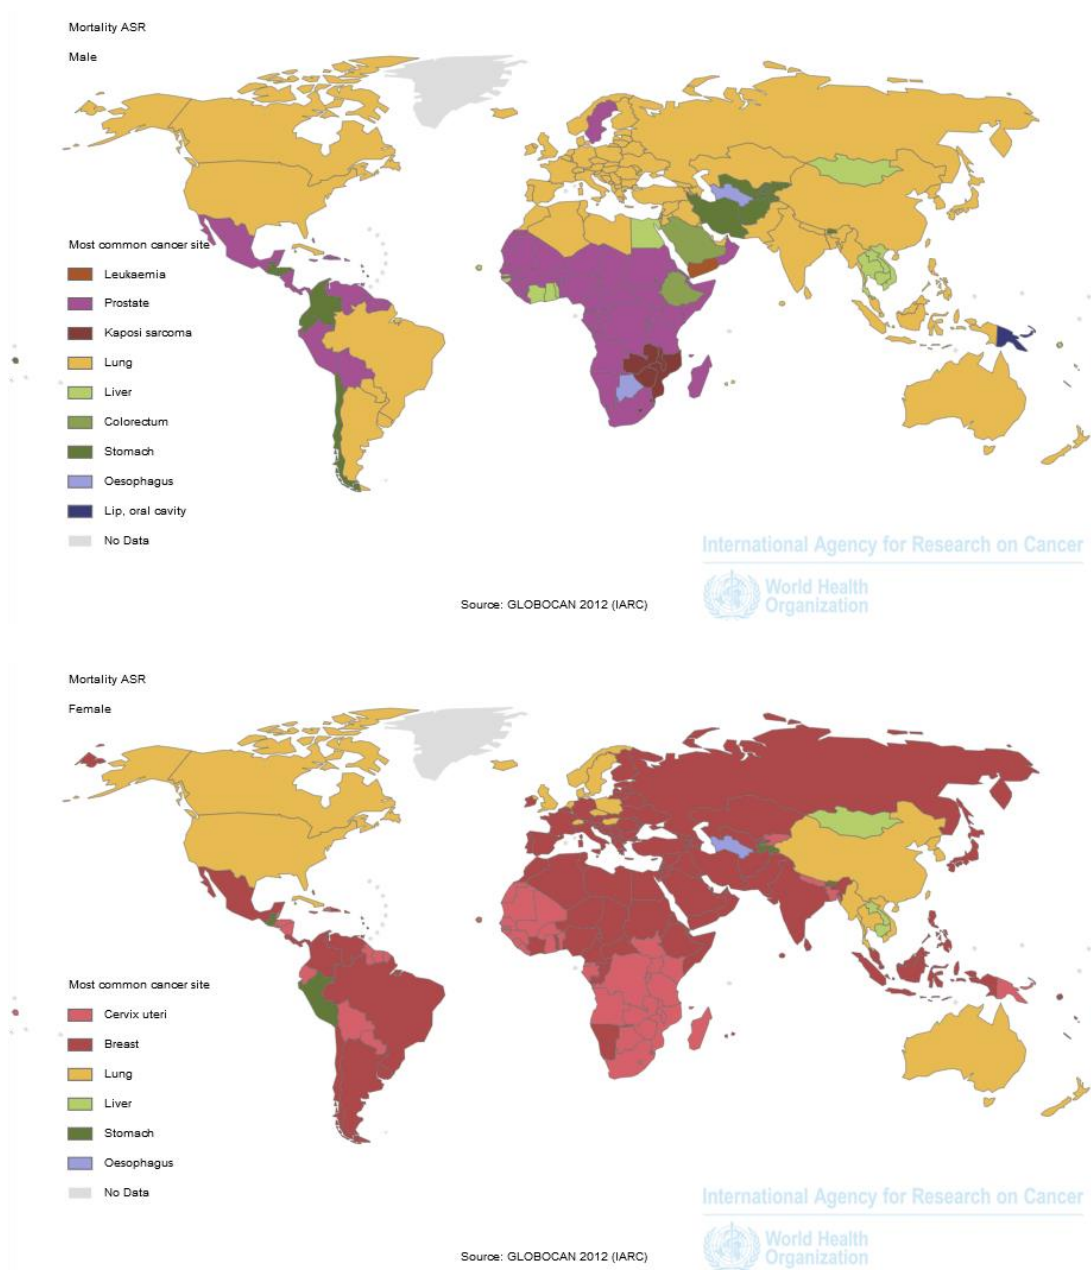 Mortality ASR
Male
Most common cancer site
Leukaemia
Prostate
Kaposi sarcoma
Lung
Liver
Colorectum
Stomach
Oesophagus
Lip, oral cavity
No Data
International Agency for Research on Cancer
World Health
Organization
Source: GLOBOCAN 2012 (IARC)
Mortality ASR
Female
Most common cancer site
Cervix uteri
Breast
Lung
Liver
Stomach
Oesophagus
No Data
International Agency for Research on Cancer
World Health
Organization
Source: GLOBOCAN 2012 (IARC)